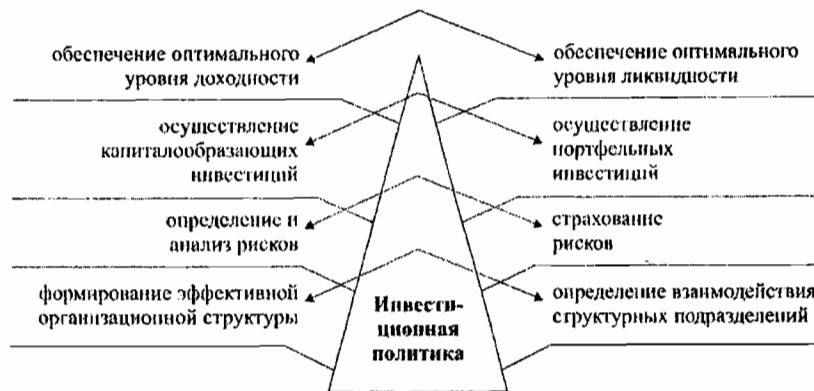 обеспечение оптимального
уровня доходности
обеспечение оптимального
уровня ликвидности
осуществление
капиталообразающих
инвестиций
осуществление
портфельных
инвестиций
определение и
анализ рисков
страхование
рисков
формирование эффективной
организационной структуры
определение взаимодействия
структурных подразделений
Инвести-
ционная
политика